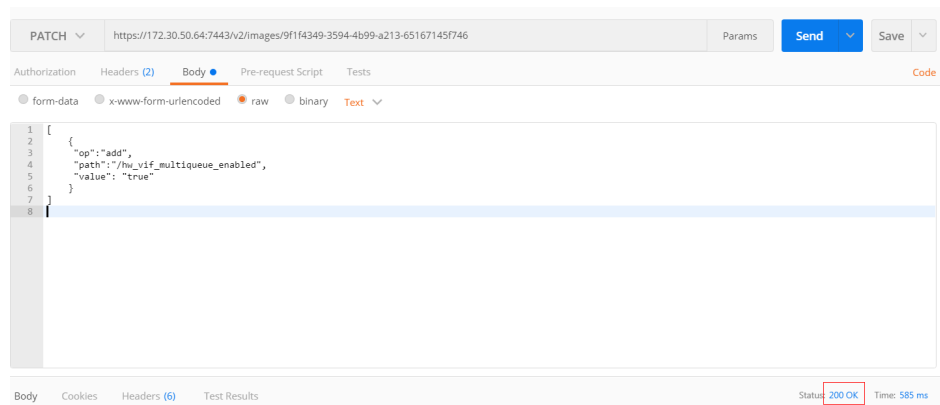 PATCH https://172.30.50.64:7443/v2/images/9f1f4349-3594-4b99-a213-65167145f746 Params Send Save
Authorization Headers (2) Body Pre-request Script Tests Code
form-data x-www-form-urlencoded raw binary Text
1 [
2 {
3 "op":"add",
4 "path":"/hw_vif_multiqueue_enabled",
5 "value": "true"
6 }
7 ]
8
Body Cookies Headers (6) Test Results Status: 200 OK Time: 585 ms